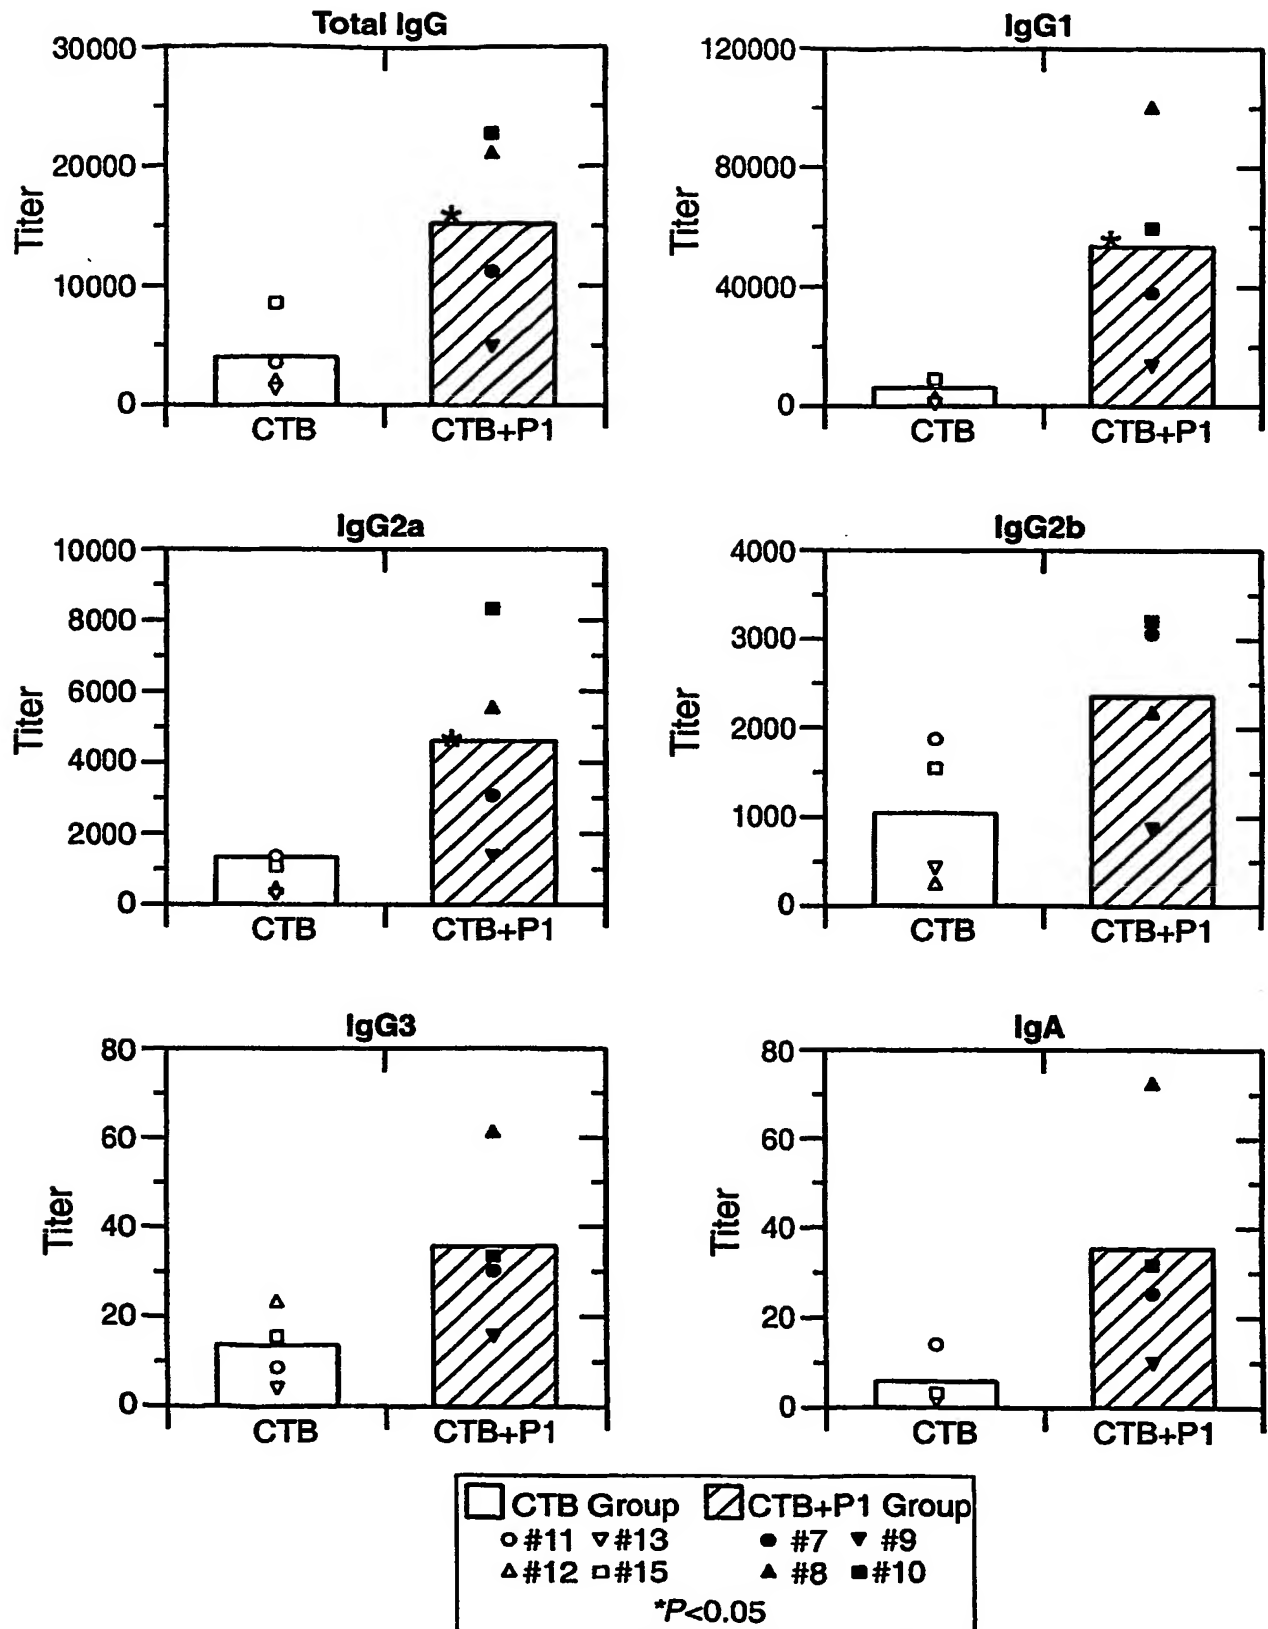 Total IgG
30000
20000
10000
0
Titer
*
CTB CTB+P1
IgG1
120000
80000
40000
0
Titer
*
CTB CTB+P1
IgG2a
10000
8000
6000
4000
2000
0
Titer
*
CTB CTB+P1
IgG2b
4000
3000
2000
1000
0
Titer
CTB CTB+P1
IgG3
80
60
40
20
0
Titer
CTB CTB+P1
IgA
80
60
40
20
0
Titer
CTB CTB+P1
CTB Group CTB+P1 Group
#11 #13 #7 #9
#12 #15 #8 #10
*P<0.05